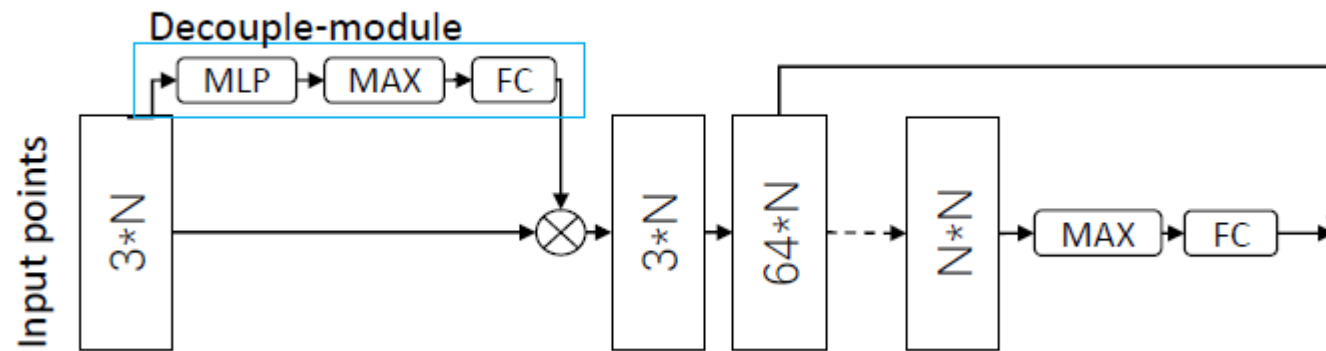 Decouple-module
MLP
MAX
FC
Input points
3*N
3*N
64*N
N*N
MAX
FC